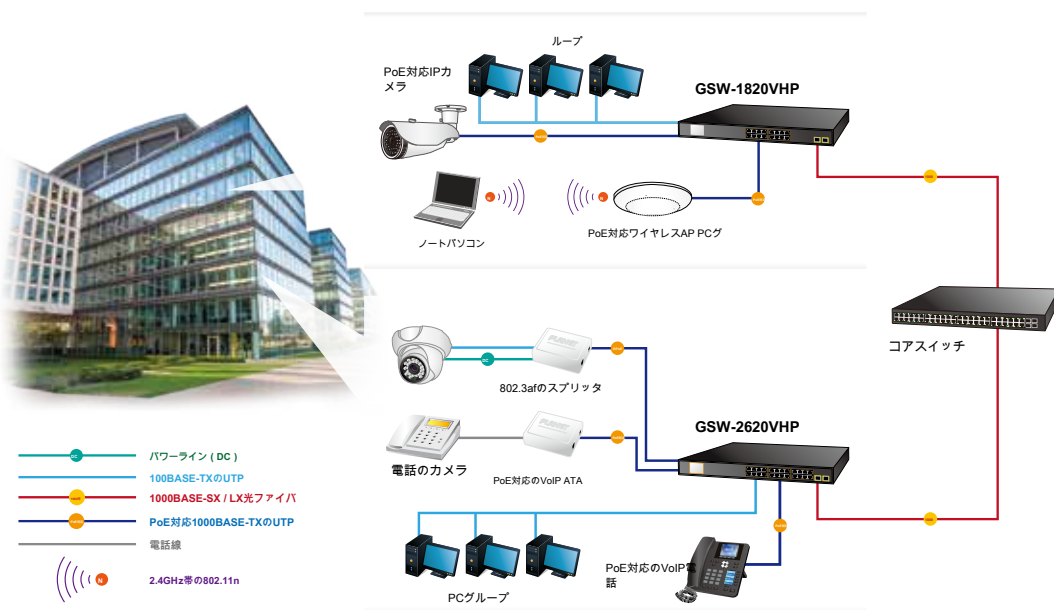 ループ
PoE対応IPカ
メラ
GSW-1820VHP
ノートパソコン
PoE対応ワイヤレスAP PCグ
コアスイッチ
PLANET
DC
802.3afのスプリッタ
GSW-2620VHP
PLANET
電話のカメラ
PoE対応のVoIP ATA
PoE対応のVoIP電
話
PCグループ
DC
パワーライン ( DC )
100BASE-TXのUTP
1000BASE-SX / LX光ファイバ
PoE対応1000BASE-TXのUTP
電話線
N
2.4GHz帯の802.11n